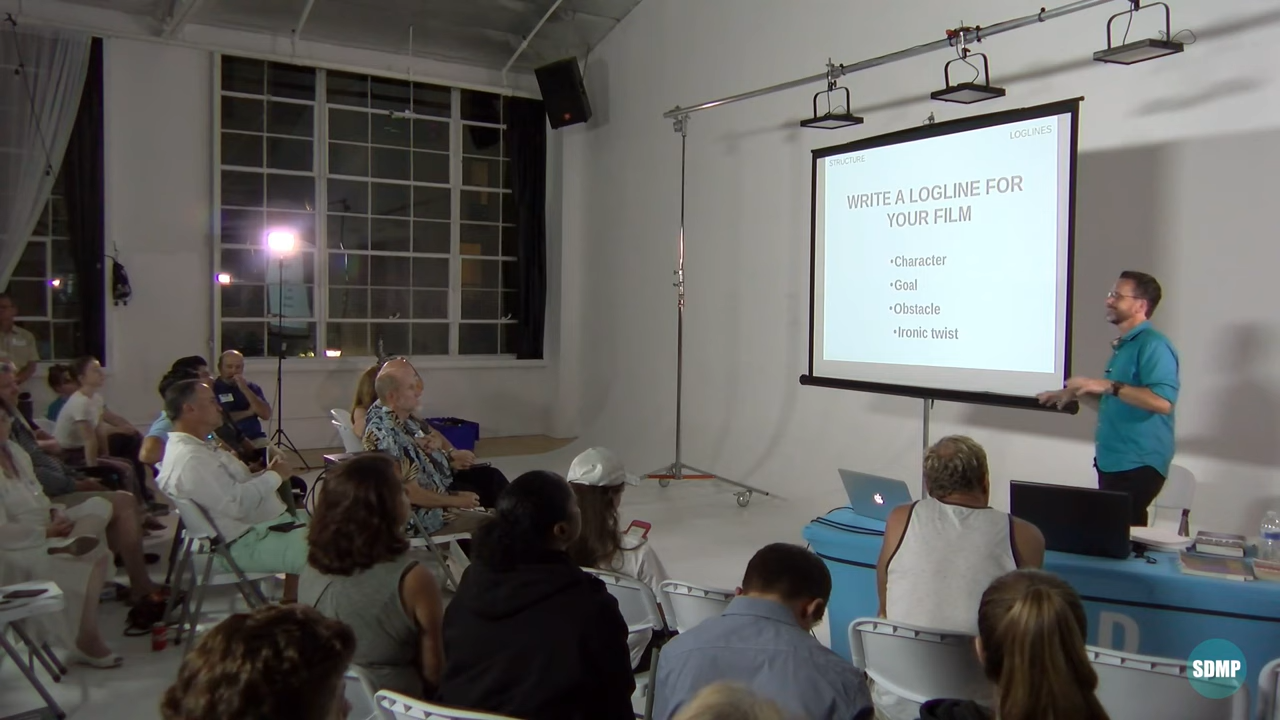 STRUCTURE
LOGLINES
WRITE A LOGLINE FOR
YOUR FILM
•Character
•Goal
•Obstacle
•Ironic twist
D
SDMP